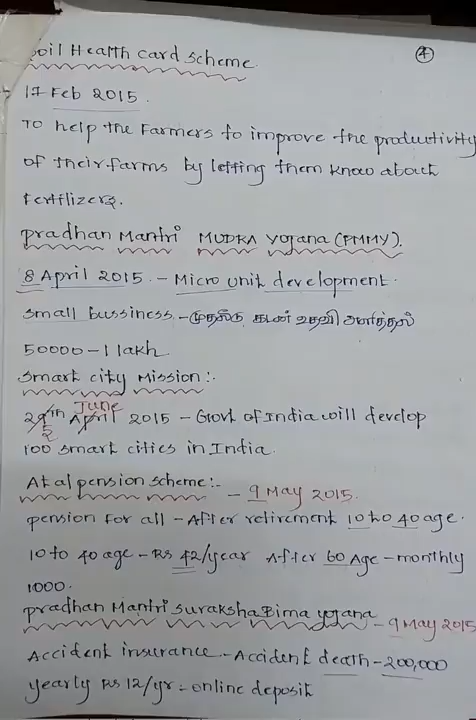 Soil Health Card Scheme. 4
17 Feb 2015.
To help the Farmers to improve the productivity
of their farms by letting them know about
Fertilizers.
Pradhan Mantri MUDRA Yojana (PMMY).
8 April 2015. - Micro unit development.
Small bussiness - கடன் உதவி அளித்தல்
50000 - 1 lakh
Smart city Mission:-
June
25th April 2015 - Govt of India will develop
100 smart cities in India.
Atal pension scheme:- - 9 May 2015.
pension for all - After retirement 10 to 40 age.
10 to 40 age - Rs 42/year After 60 Age - monthly
1000.
Pradhan Mantri Suraksha Bima yojana - 9 May 2015
Accident insurance - Accident death - 200,000
yearly Rs 12/yr - online deposit